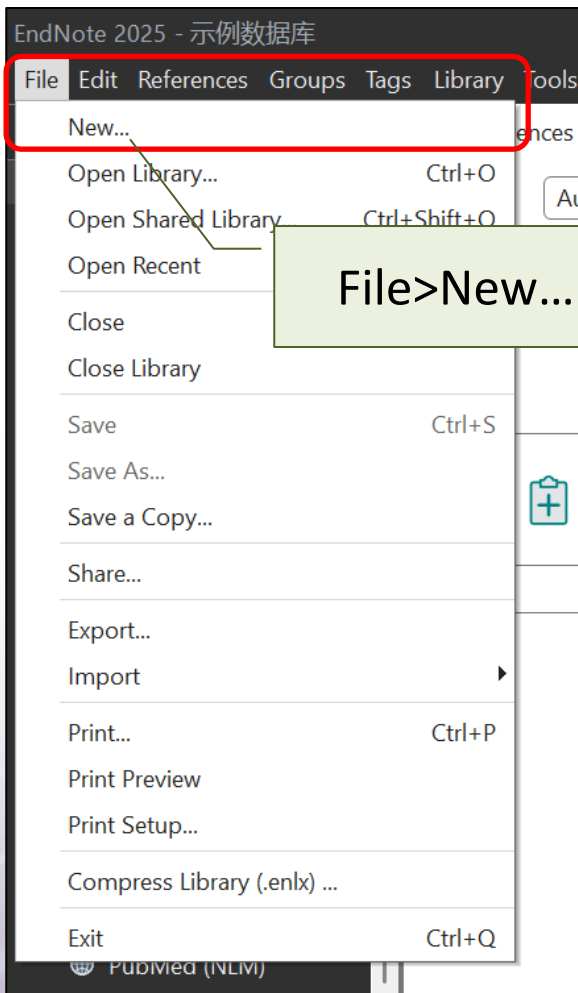 EndNote 2025 - 示例数据库
File Edit References Groups Tags Library Tools
New...
ences
Open Library... Ctrl+O
Au
Open Shared Library... Ctrl+Shift+O
File>New...
Open Recent
Close
Close Library
Save Ctrl+S
Save As...
Save a Copy...
Share...
Export...
Import
Print... Ctrl+P
Print Preview
Print Setup...
Compress Library (.enlx) ...
Exit Ctrl+Q
PubMed (NLM)